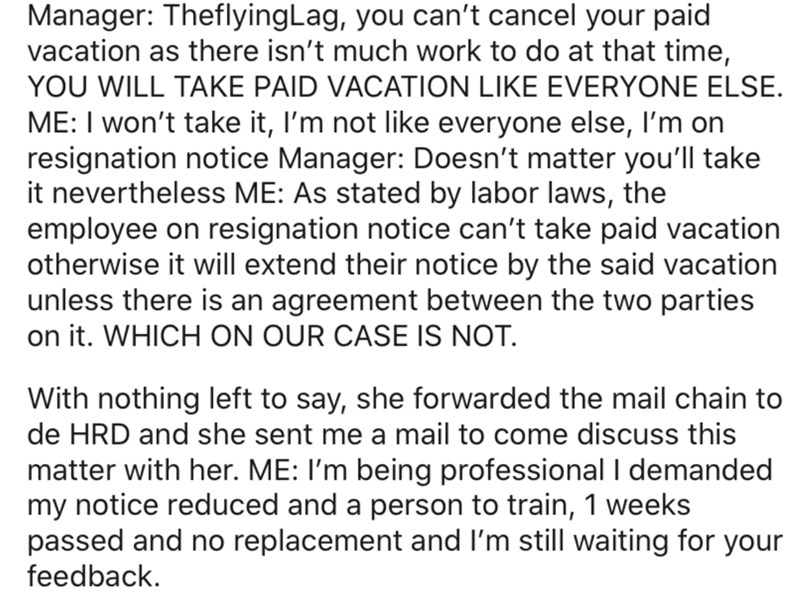 Manager: TheflyingLag, you can’t cancel your paid
vacation as there isn’t much work to do at that time,
YOU WILL TAKE PAID VACATION LIKE EVERYONE ELSE.
ME: I won’t take it, I’m not like everyone else, I’m on
resignation notice Manager: Doesn’t matter you’ll take
it nevertheless ME: As stated by labor laws, the
employee on resignation notice can’t take paid vacation
otherwise it will extend their notice by the said vacation
unless there is an agreement between the two parties
on it. WHICH ON OUR CASE IS NOT.
With nothing left to say, she forwarded the mail chain to
de HRD and she sent me a mail to come discuss this
matter with her. ME: I’m being professional I demanded
my notice reduced and a person to train, 1 weeks
passed and no replacement and I’m still waiting for your
feedback.